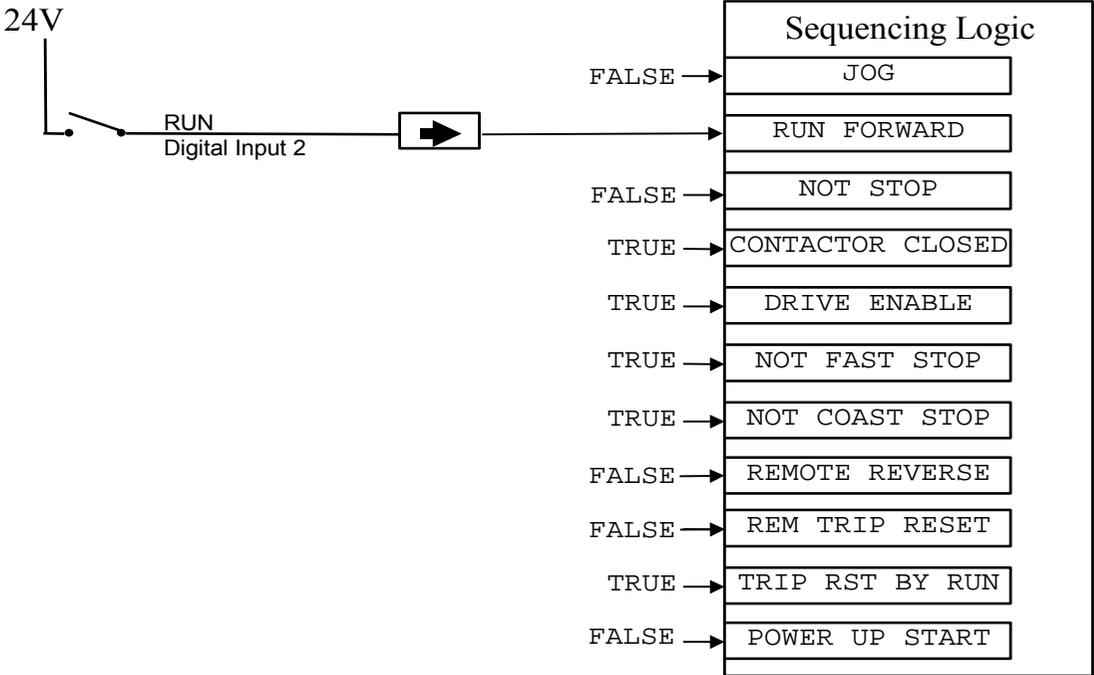 24V
Sequencing Logic
FALSE JOG
RUN
Digital Input 2
RUN FORWARD
FALSE NOT STOP
TRUE CONTACTOR CLOSED
TRUE DRIVE ENABLE
TRUE NOT FAST STOP
TRUE NOT COAST STOP
FALSE REMOTE REVERSE
FALSE REM TRIP RESET
TRUE TRIP RST BY RUN
FALSE POWER UP START